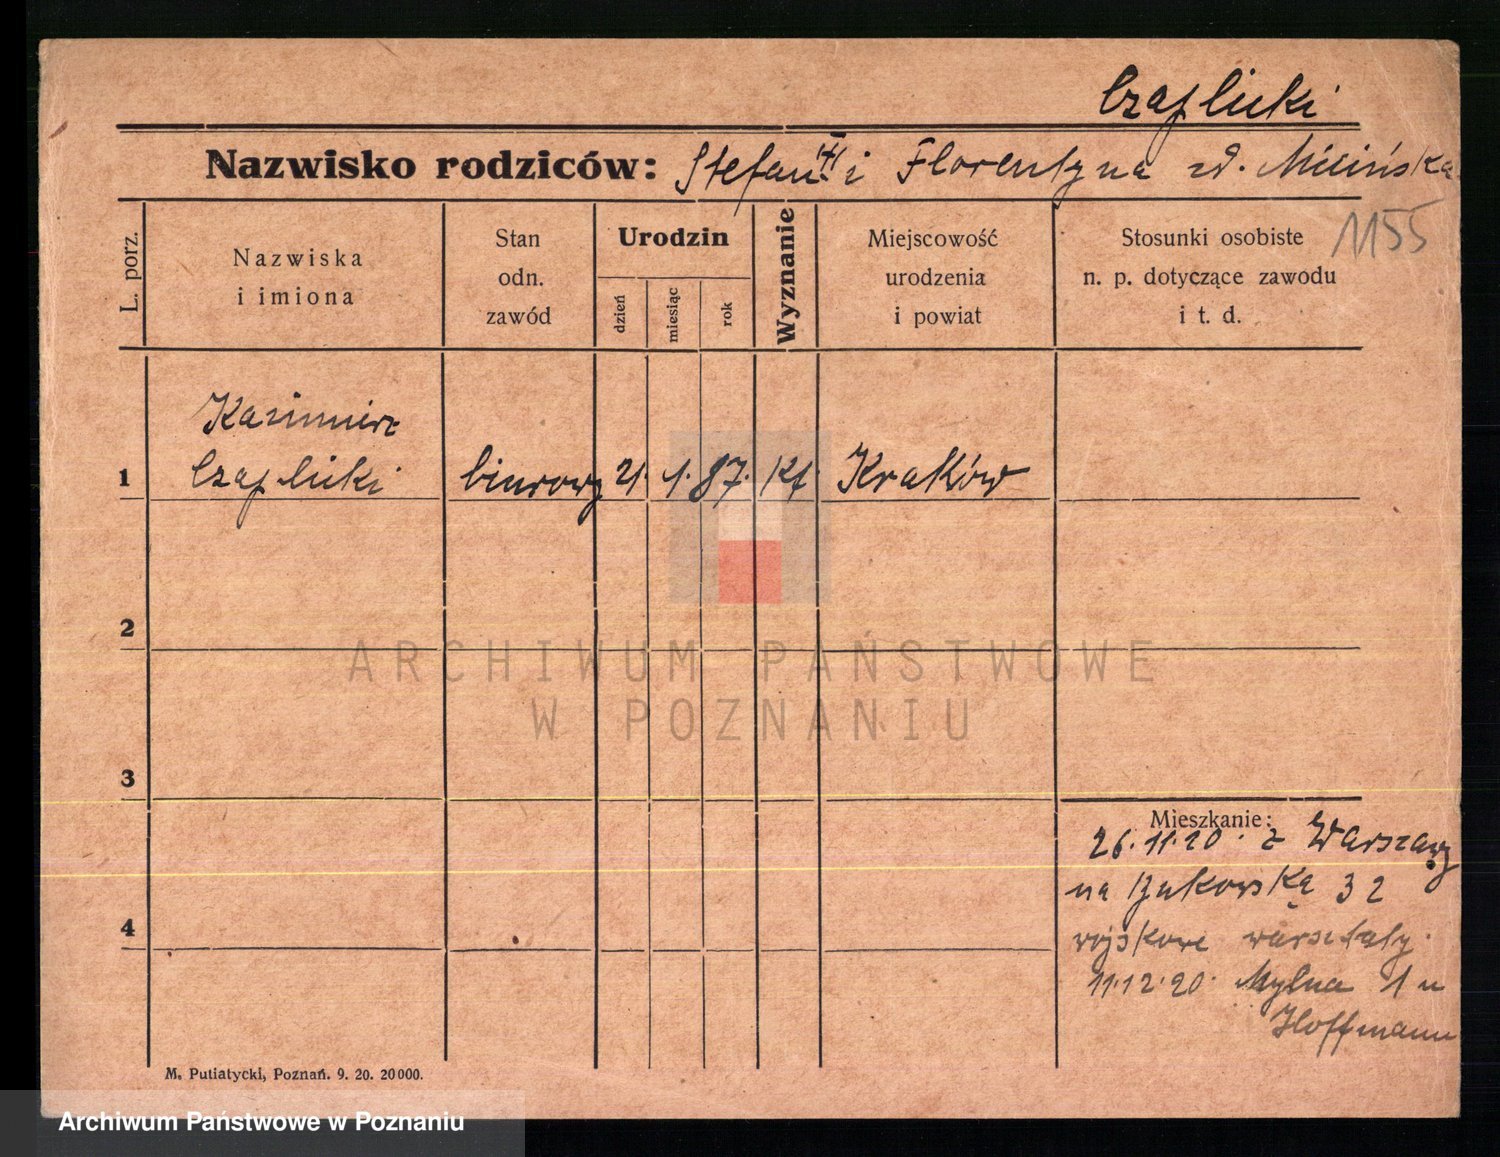 Czaplicki
Nazwisko rodziców: Stefan i Florentyna zd. Micińska
1155
L. porz.
Nazwiska
i imiona
Stan
odn.
zawód
Urodzin
dzień
miesiąc
rok
Wyznanie
Miejscowość
urodzenia
i powiat
Stosunki osobiste
n. p. dotyczące zawodu
i t. d.
Kazimierz
1 Czaplicki biurowy 21. 1. 87. kt Kraków
2
3
4
ARCHIWUM PAŃSTWOWE
W POZNANIU
Mieszkanie:
26.11.20. z Warszawy
na Bukowską 32
wojskowe warsztaty.
11.12.20. Mylna 1 u
Hoffmann
M. Putiatycki, Poznań. 9. 20. 20000.
Archiwum Państwowe w Poznaniu